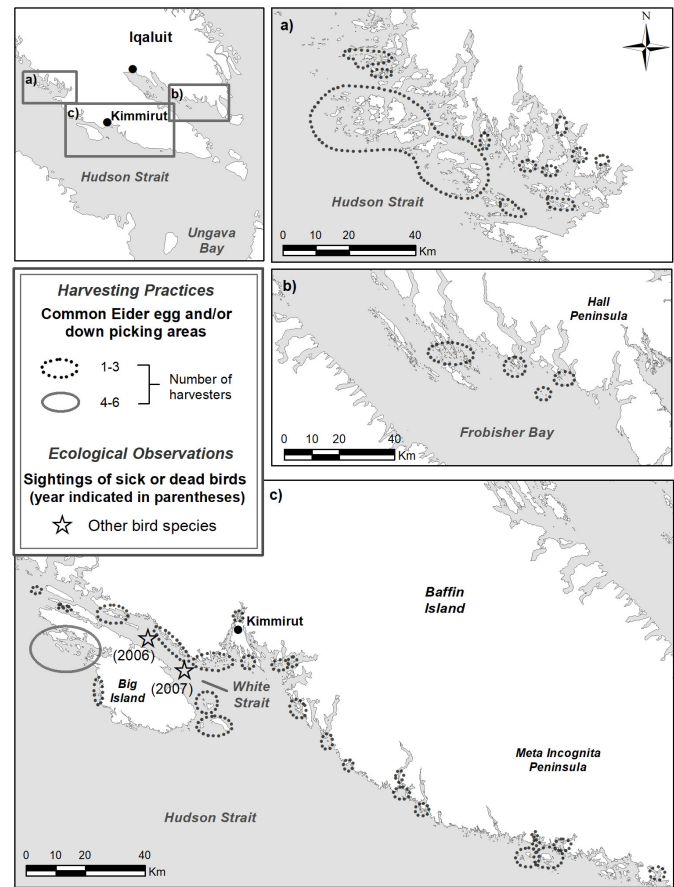 Iqaluit
a)
b)
c)
Kimmirut
Hudson Strait
Ungava
Bay
a)
N
Hudson Strait
0 10 20 40
Km
Harvesting Practices
Common Eider egg and/or
down picking areas
1-3
4-6
Number of
harvesters
Ecological Observations
Sightings of sick or dead birds
(year indicated in parentheses)
Other bird species
b)
Hall
Peninsula
Frobisher Bay
0 10 20 40
Km
c)
Baffin
Island
Kimmirut
(2006)
(2007)
Big
Island
White
Strait
Meta Incognita
Peninsula
Hudson Strait
0 10 20 40
Km